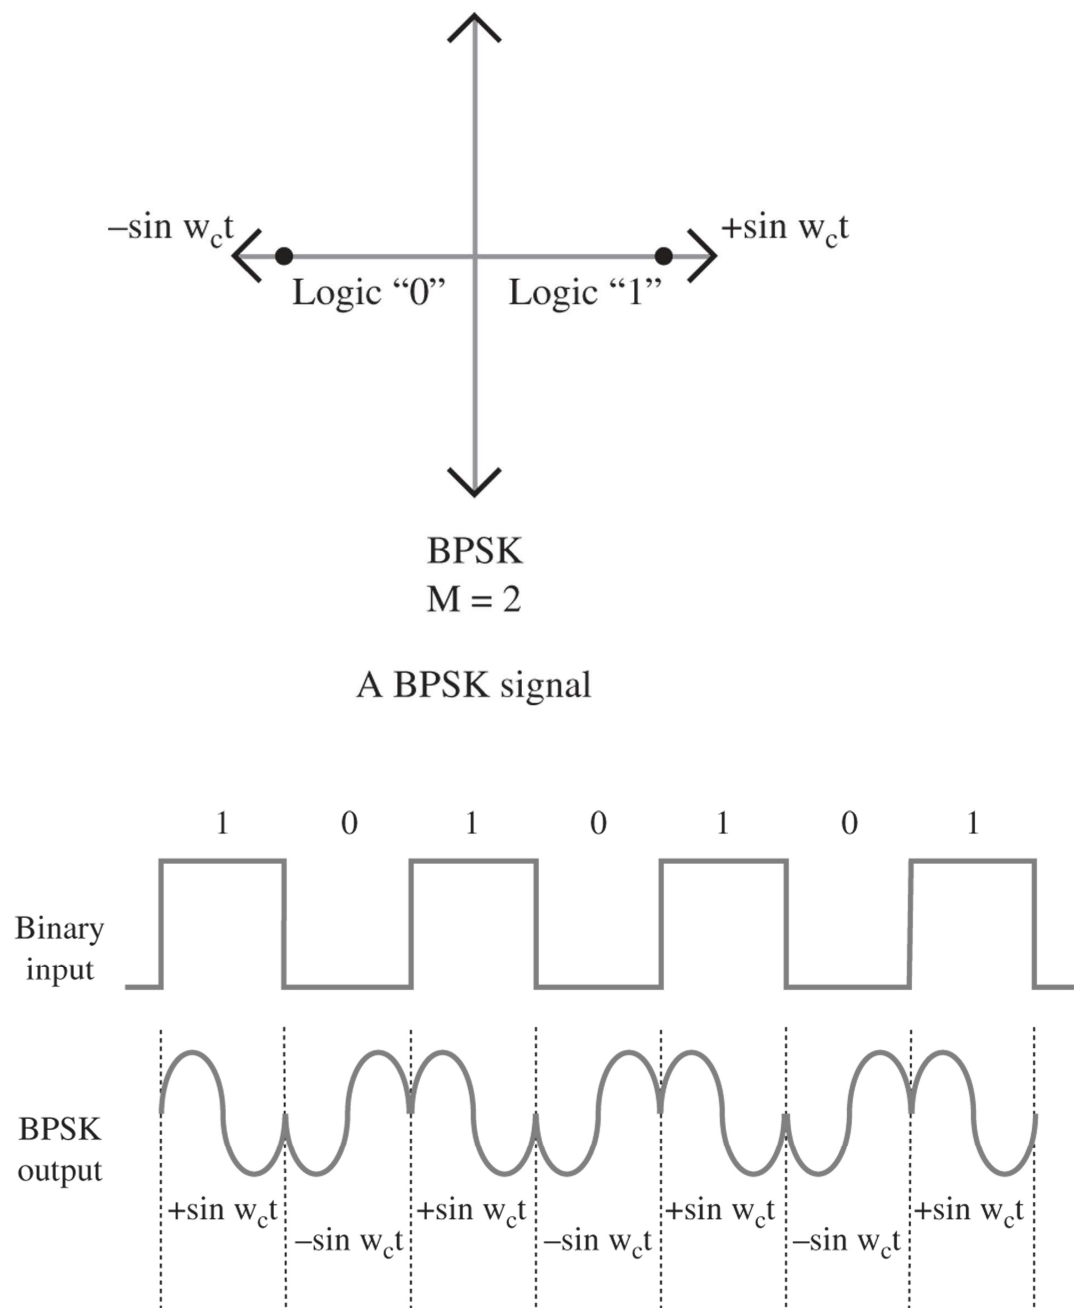 –sin w_ct
+sin w_ct
Logic “0”
Logic “1”
BPSK
M = 2
A BPSK signal
1 0 1 0 1 0 1
Binary
input
BPSK
output
+sin w_ct +sin w_ct +sin w_ct +sin w_ct
–sin w_ct –sin w_ct –sin w_ct